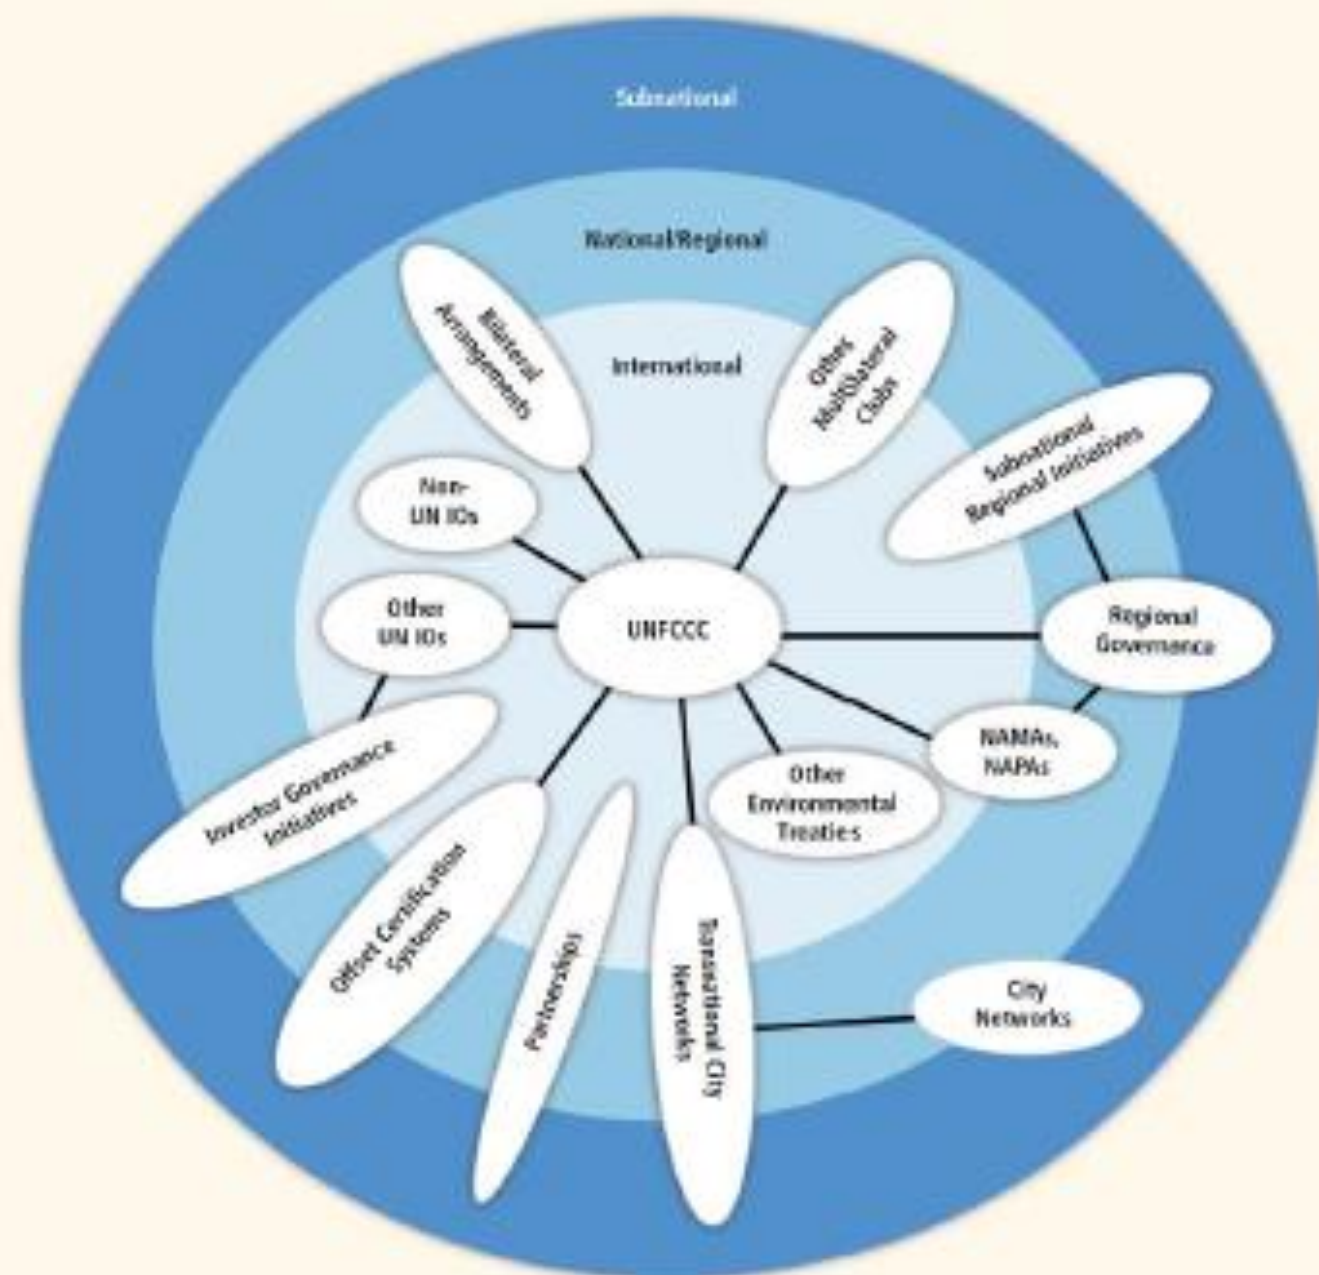 Subnational
National/Regional
International
Bilateral
Arrangements
Other
Multilateral
Clubs
Subnational
Regional Initiatives
Non-
UN IOs
Other
UN IOs
UNFCCC
Regional
Governance
NAMAs,
NAPAs
Other
Environmental
Treaties
Investor Governance
Initiatives
Offset Certification
Systems
Partnerships
Transnational City
Networks
City
Networks